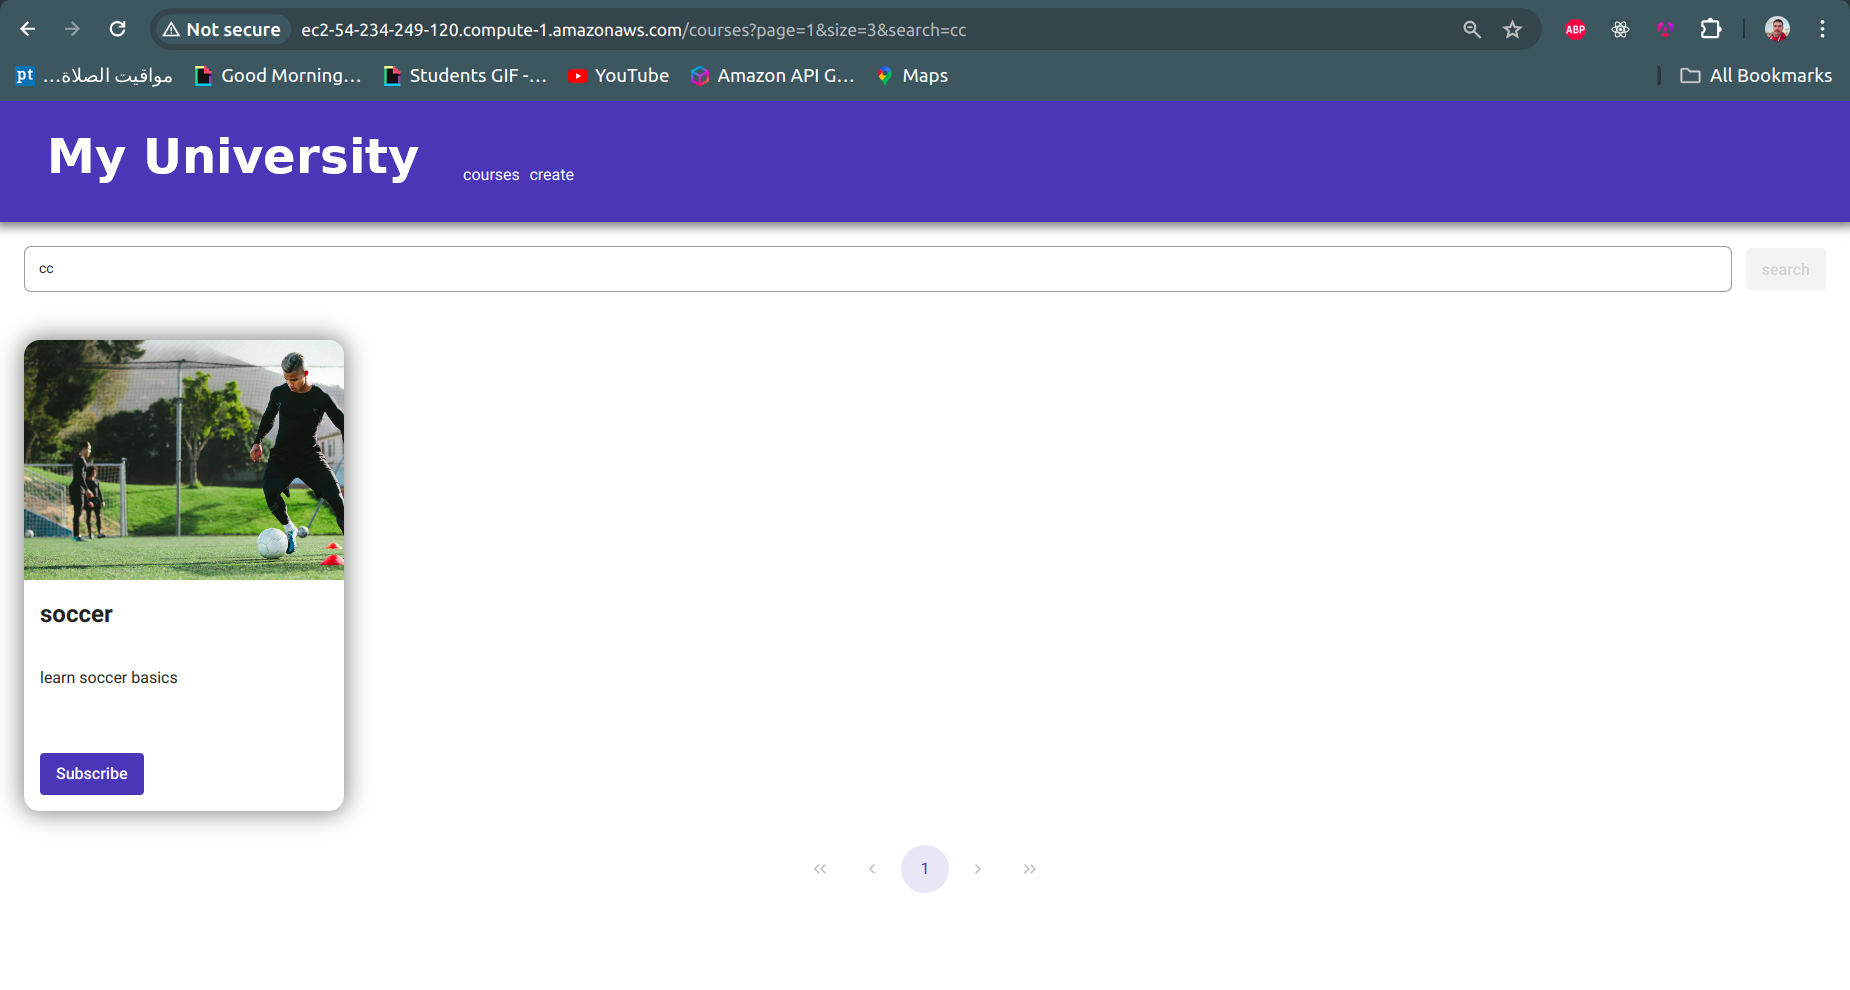 Not secure ec2-54-234-249-120.compute-1.amazonaws.com/courses?page=1&size=3&search=cc ABP
pt مواقيت الصلاة... Good Morning... Students GIF -... YouTube Amazon API G... Maps All Bookmarks
My University courses create
cc search
soccer
learn soccer basics
Subscribe
« ‹ 1 › »